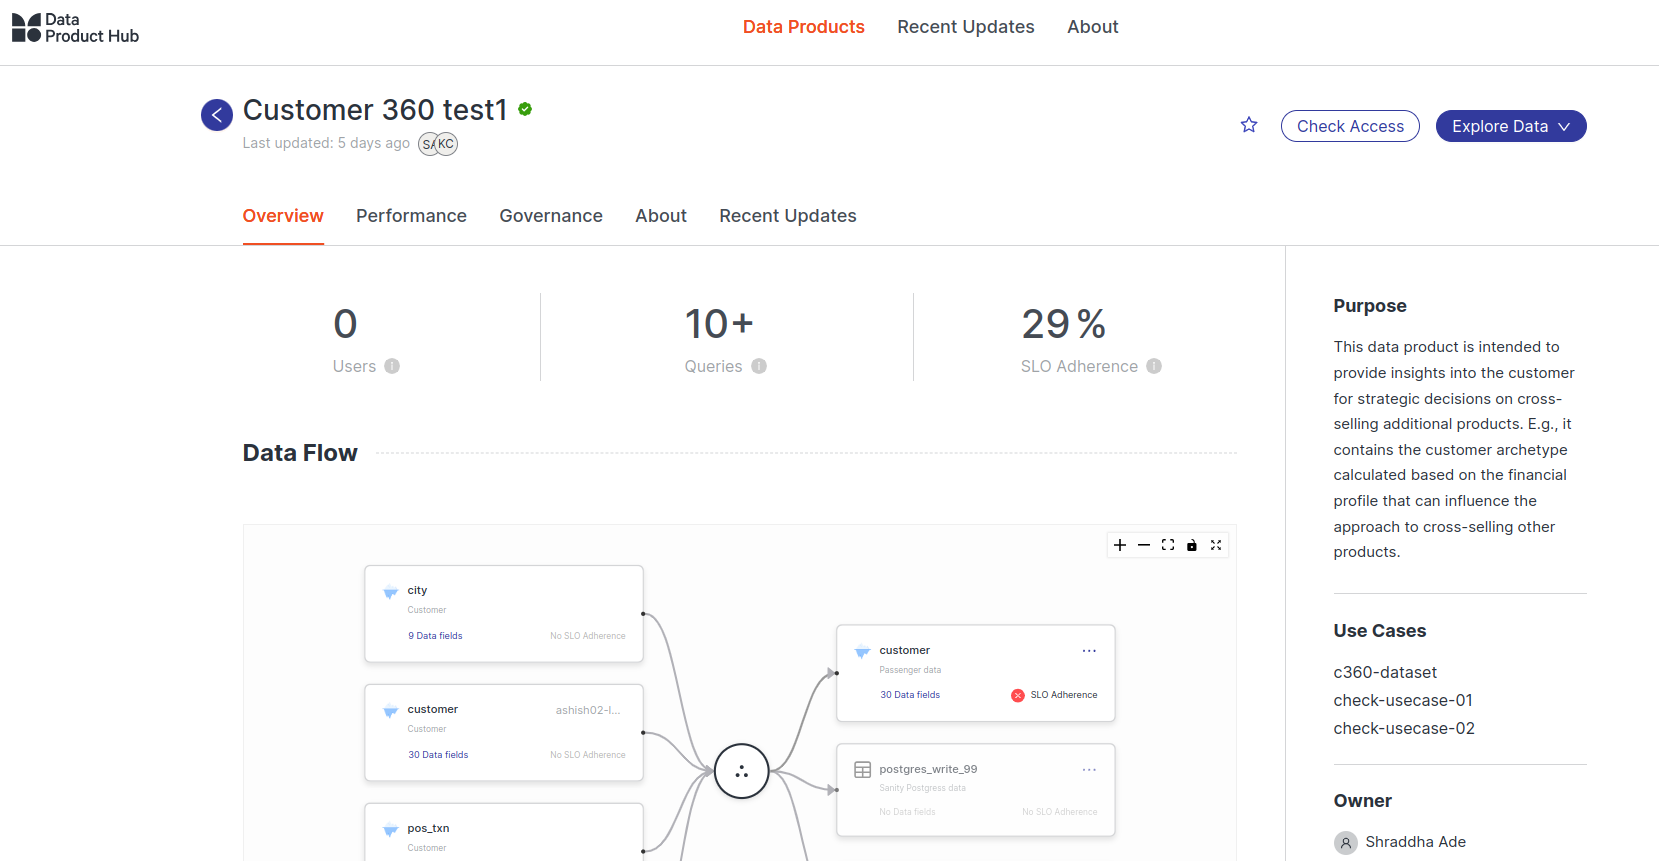 Data
Product Hub
Data Products
Recent Updates
About
Customer 360 test1
Last updated: 5 days ago
KC
Check Access
Explore Data
Overview
Performance
Governance
About
Recent Updates
0
Users
10+
Queries
29%
SLO Adherence
Data Flow
city
Customer
9 Data fields
No SLO Adherence
customer
ashish02-l...
Customer
30 Data fields
No SLO Adherence
pos_txn
Customer
customer
Passenger data
30 Data fields
SLO Adherence
postgres_write_99
Sanity Postgress data
No Data fields
No SLO Adherence
Purpose
This data product is intended to
provide insights into the customer
for strategic decisions on cross-
selling additional products. E.g., it
contains the customer archetype
calculated based on the financial
profile that can influence the
approach to cross-selling other
products.
Use Cases
c360-dataset
check-usecase-01
check-usecase-02
Owner
Shraddha Ade